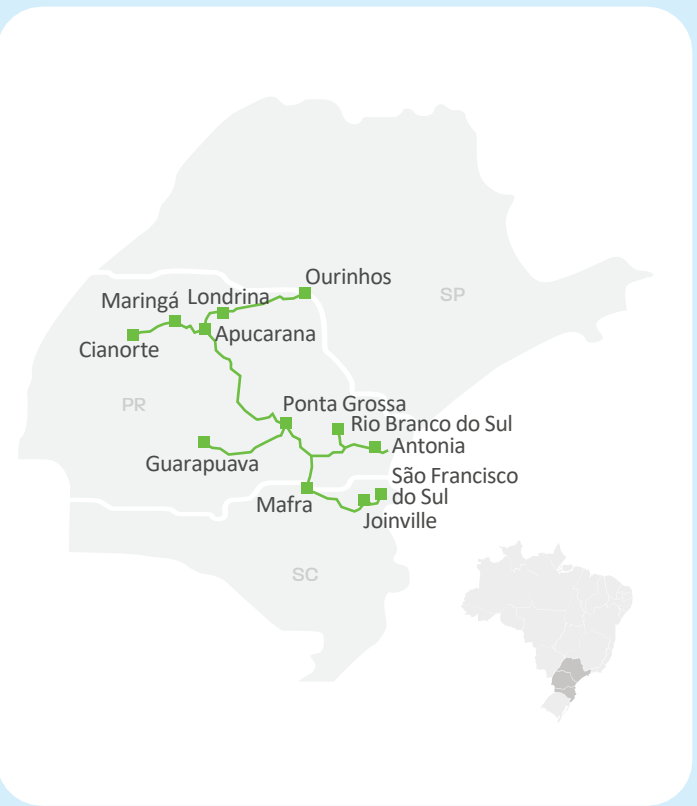 Ourinhos
SP
Maringá
Londrina
Apucarana
Cianorte
PR
Ponta Grossa
Rio Branco do Sul
Antonia
Guarapuava
São Francisco
do Sul
Mafra
Joinville
SC